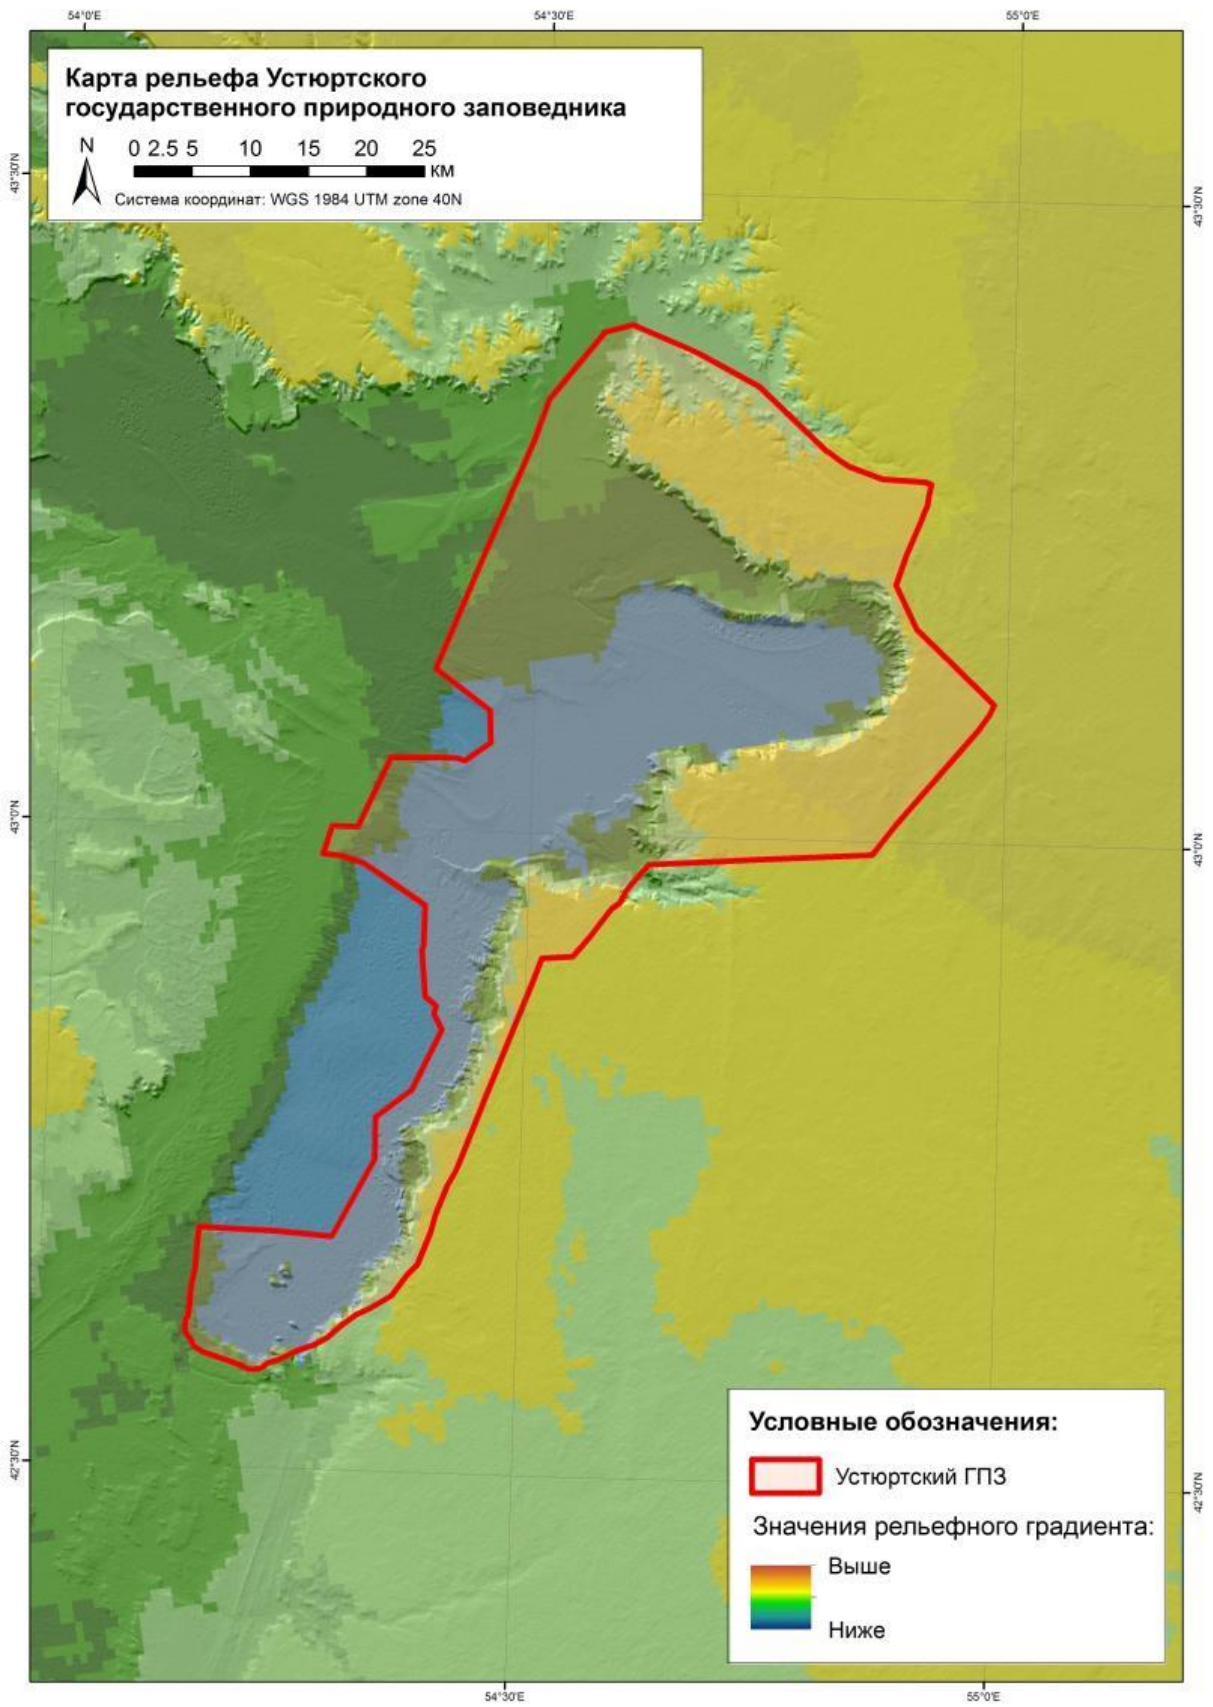 54°0'E 54°30'E 55°0'E
Карта рельефа Устюртского
государственного природного заповедника
N
0 2.5 5 10 15 20 25
КМ
Система координат: WGS 1984 UTM zone 40N
43°30'N
43°30'N
43°0'N
43°0'N
42°30'N
42°30'N
Условные обозначения:
Устюртский ГПЗ
Значения рельефного градиента:
Выше
Ниже
54°30'E 55°0'E